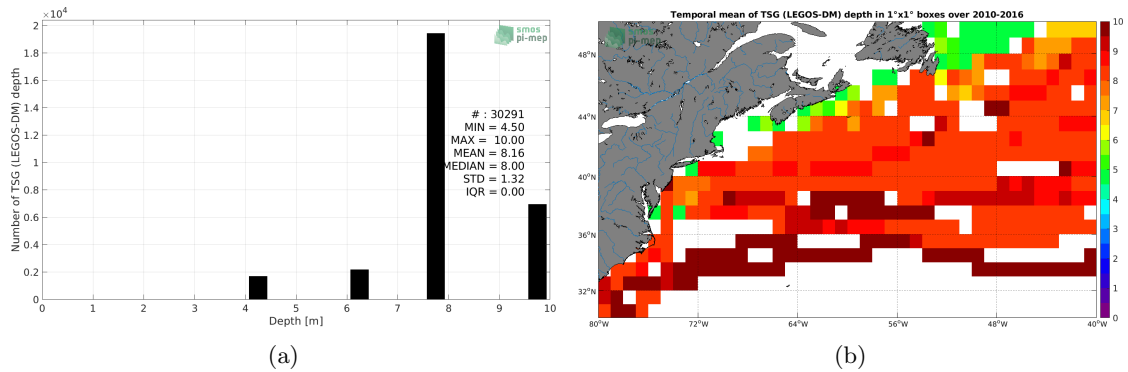 ×10⁴
2
1.8
1.6
1.4
1.2
1
0.8
0.6
0.4
0.2
0
Number of TSG (LEGOS-DM) depth
smos
pi-mep
# : 30291
MIN = 4.50
MAX = 10.00
MEAN = 8.16
MEDIAN = 8.00
STD = 1.32
IQR = 0.00
0 1 2 3 4 5 6 7 8 9 10
Depth [m]
(a)
Temporal mean of TSG (LEGOS-DM) depth in 1°x1° boxes over 2010-2016
smos
pi-mep
48°N
44°N
40°N
36°N
32°N
80°W 72°W 64°W 56°W 48°W 40°W
10
9
8
7
6
5
4
3
2
1
0
(b)